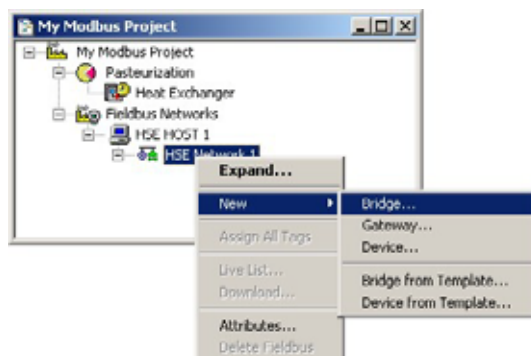 My Modbus Project
My Modbus Project
Pasteurization
Heat Exchanger
Fieldbus Networks
HSE HOST 1
HSE Network 1
Expand...
New
Assign All Tags
Live List...
Download...
Attributes...
Delete Fieldbus
Bridge...
Gateway...
Device...
Bridge from Template...
Device from Template...